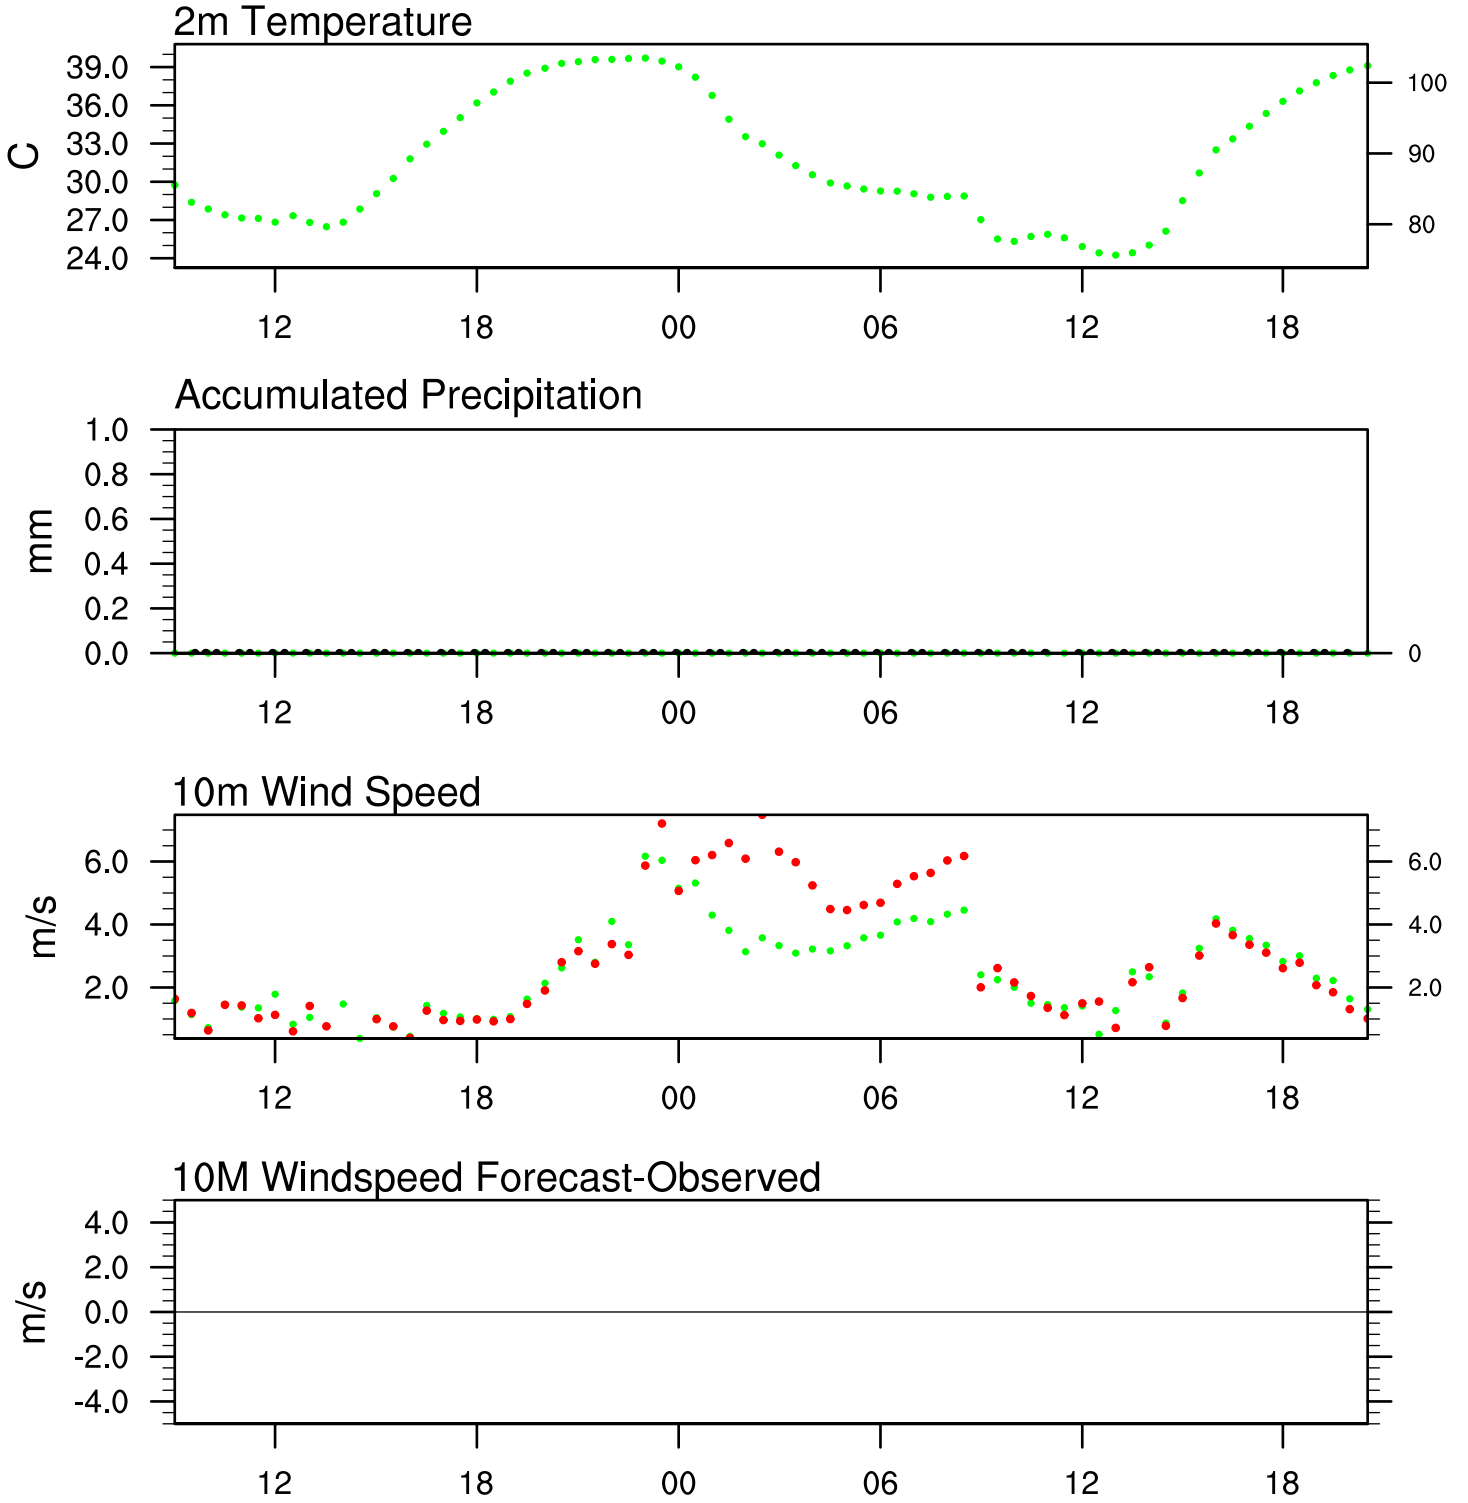 2m Temperature
39.0
36.0
33.0
30.0
27.0
24.0
C
100
90
80
12 18 00 06 12 18
Accumulated Precipitation
1.0
0.8
0.6
0.4
0.2
0.0
mm
0
12 18 00 06 12 18
10m Wind Speed
6.0
4.0
2.0
m/s
6.0
4.0
2.0
12 18 00 06 12 18
10M Windspeed Forecast-Observed
4.0
2.0
0.0
-2.0
-4.0
m/s
12 18 00 06 12 18